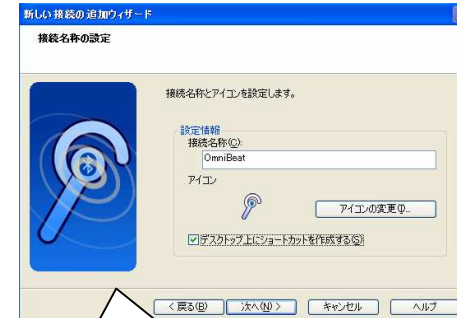 新しい接続の追加ウィザード
接続名称の設定
接続名称とアイコンを設定します。
設定情報
接続名称(C):
OmniBeat
アイコン
アイコンの変更(I)...
デスクトップ上にショートカットを作成する(S)
< 戻る(B)
次へ(N) >
キャンセル
ヘルプ